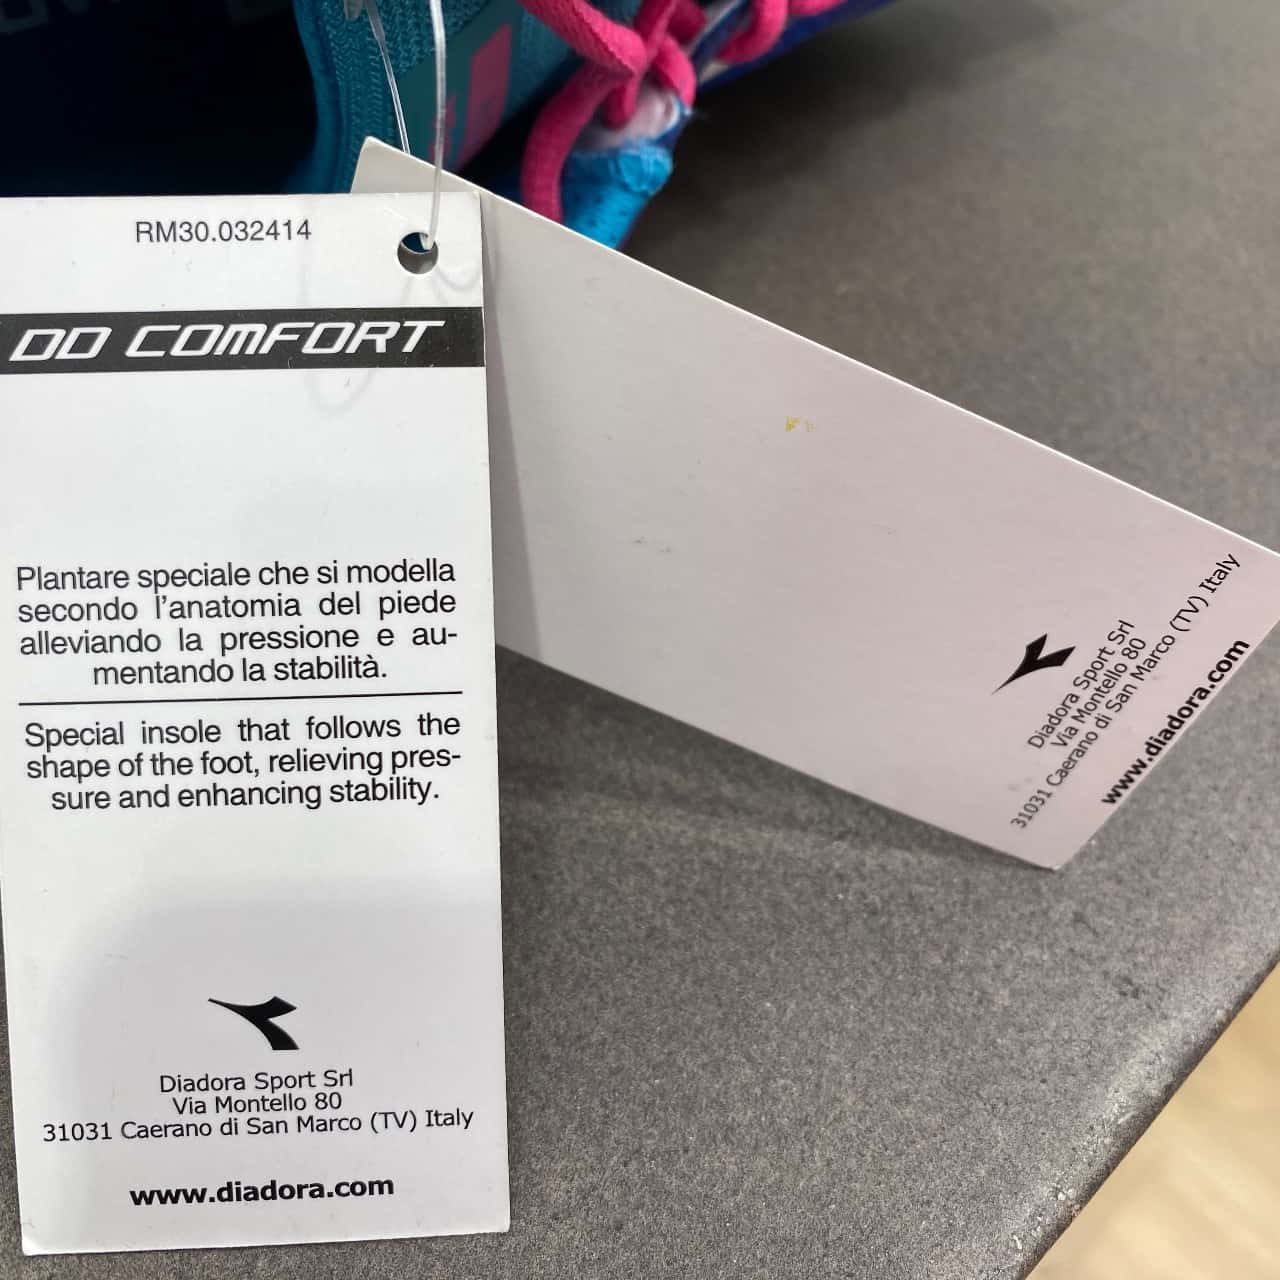 RM30.032414
DD COMFORT
Plantare speciale che si modella
secondo l'anatomia del piede
alleviando la pressione e au-
mentando la stabilità.
Special insole that follows the
shape of the foot, relieving pres-
sure and enhancing stability.
Diadora Sport Srl
Via Montello 80
31031 Caerano di San Marco (TV) Italy
www.diadora.com
Diadora Sport Srl
Via Montello 80
31031 Caerano di San Marco (TV) Italy
www.diadora.com